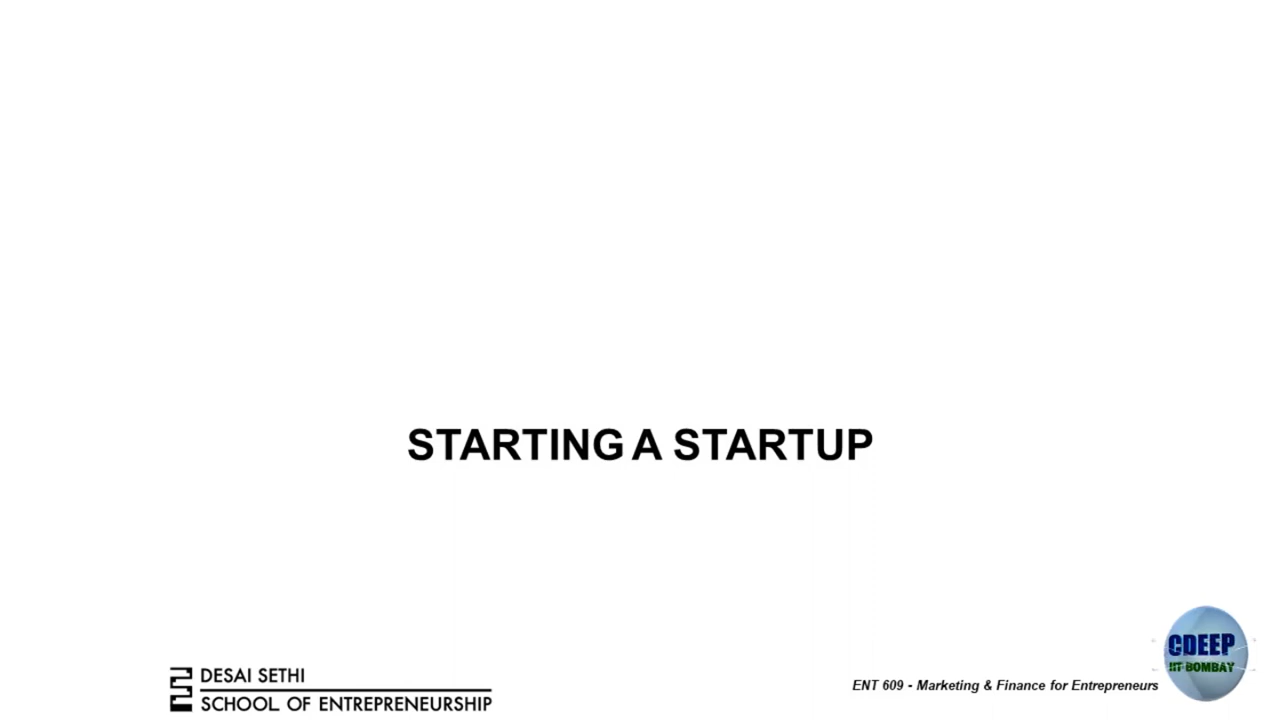 STARTING A STARTUP
DESAI SETHI
SCHOOL OF ENTREPRENEURSHIP
ENT 609 - Marketing & Finance for Entrepreneurs
CDEEP
IIT BOMBAY